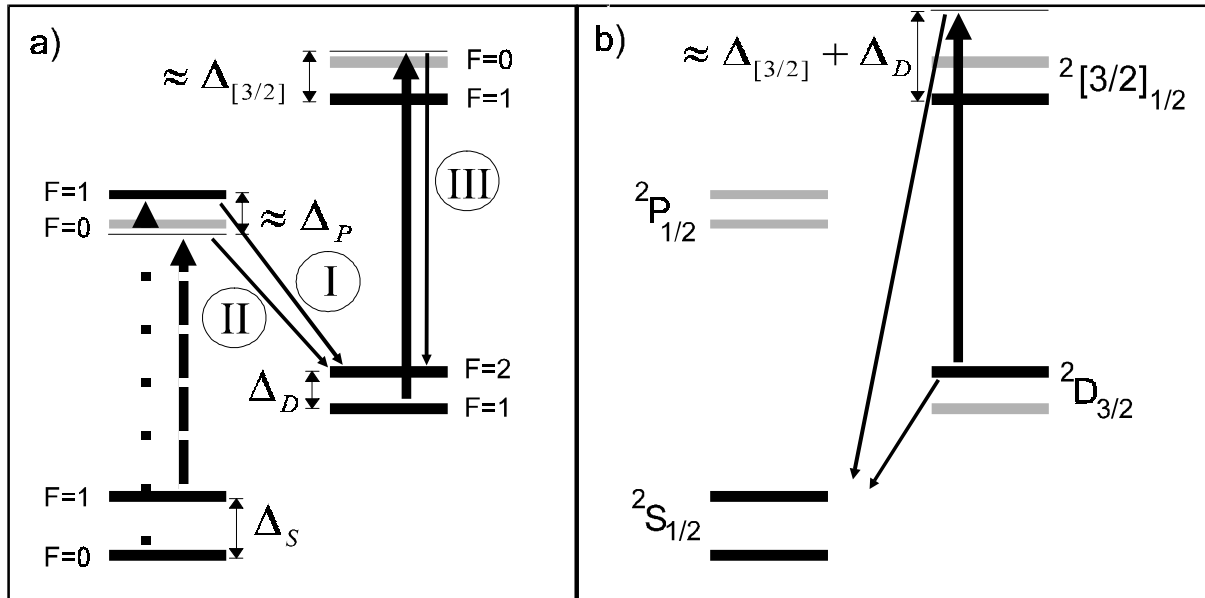 a)
≈ Δ[3/2]
F=0
F=1
III
F=1
F=0
≈ ΔP
I
II
F=2
ΔD
F=1
F=1
ΔS
F=0
b)
≈ Δ[3/2] + ΔD
²[3/2]1/2
²P1/2
²D3/2
²S1/2